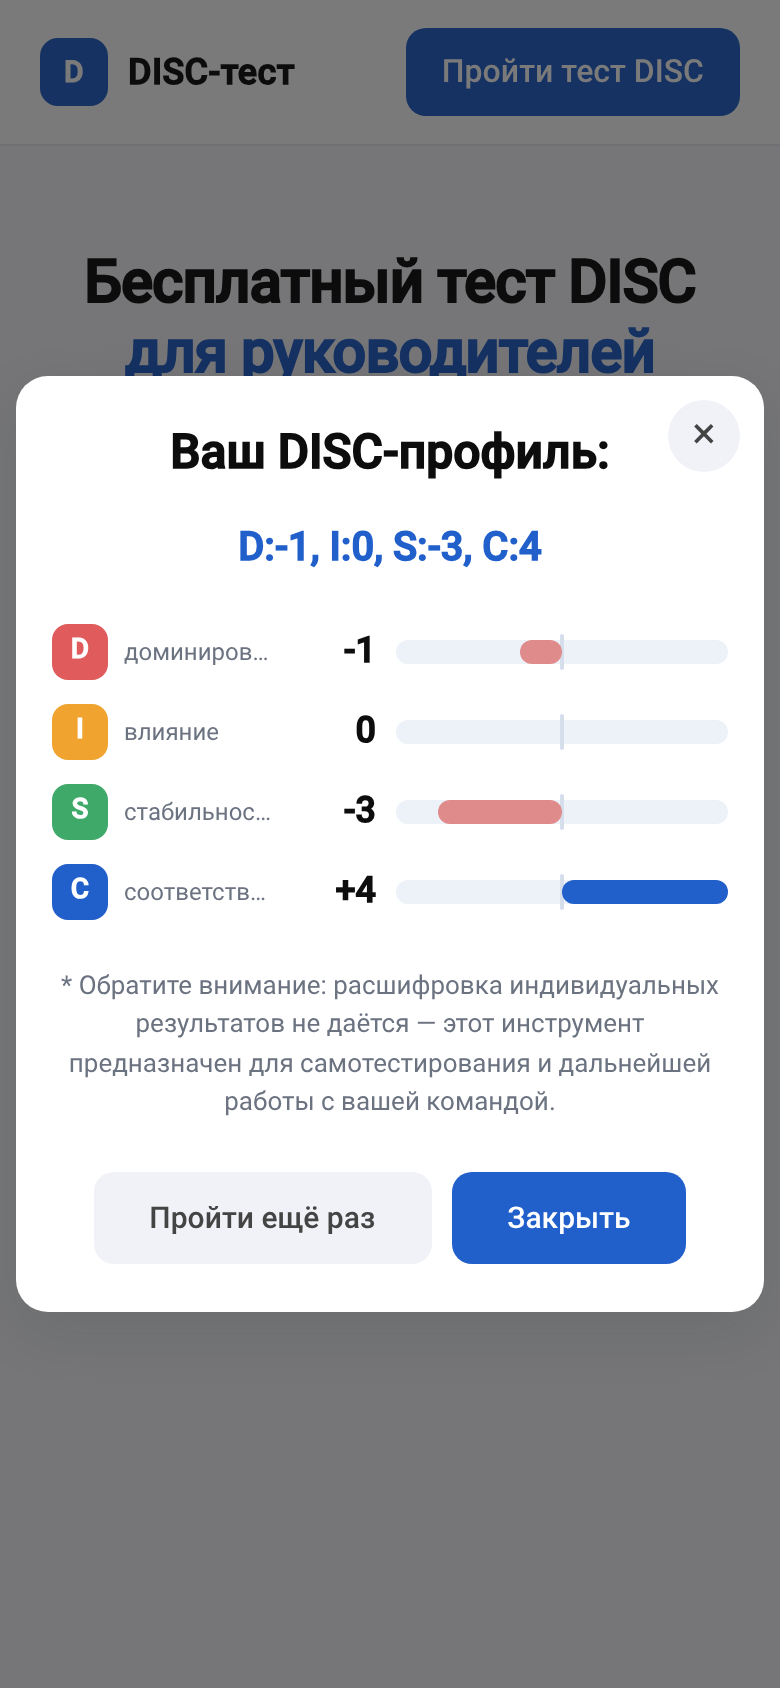 D
DISC-тест
Пройти тест DISC
Бесплатный тест DISC
для руководителей
Ваш DISC-профиль:
×
D:-1, I:0, S:-3, C:4
D доминиров... -1
I влияние 0
S стабильнос... -3
C соответств... +4
* Обратите внимание: расшифровка индивидуальных
результатов не даётся — этот инструмент
предназначен для самотестирования и дальнейшей
работы с вашей командой.
Пройти ещё раз
Закрыть